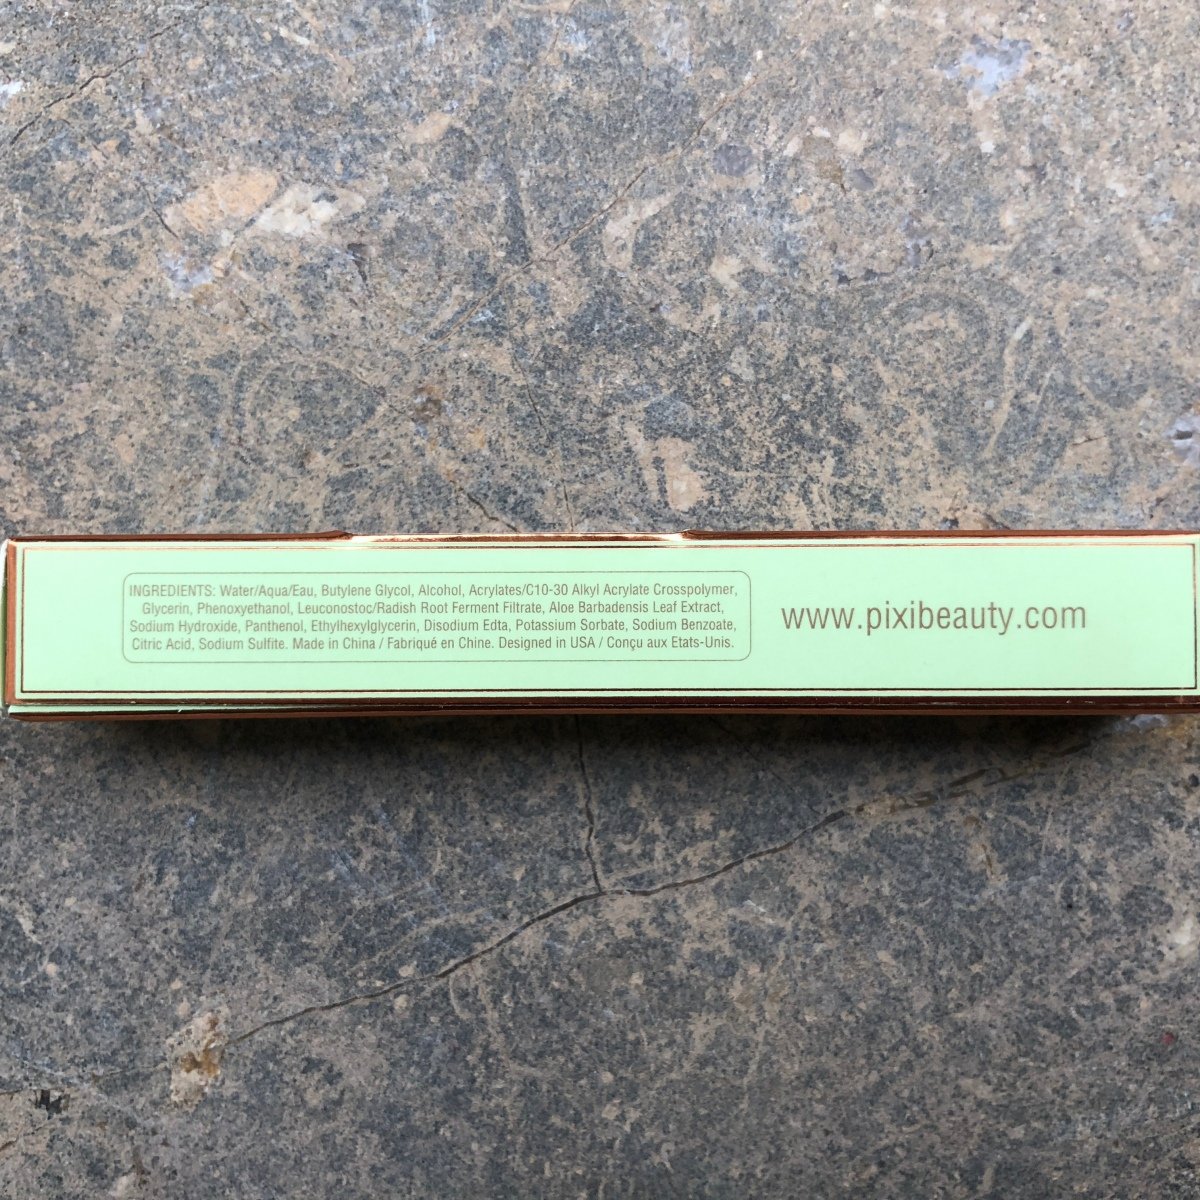 INGREDIENTS: Water/Aqua/Eau, Butylene Glycol, Alcohol, Acrylates/C10-30 Alkyl Acrylate Crosspolymer,
Glycerin, Phenoxyethanol, Leuconostoc/Radish Root Ferment Filtrate, Aloe Barbadensis Leaf Extract,
Sodium Hydroxide, Panthenol, Ethylhexylglycerin, Disodium Edta, Potassium Sorbate, Sodium Benzoate,
Citric Acid, Sodium Sulfite. Made in China / Fabriqué en Chine. Designed in USA / Conçu aux Etats-Unis.
www.pixibeauty.com